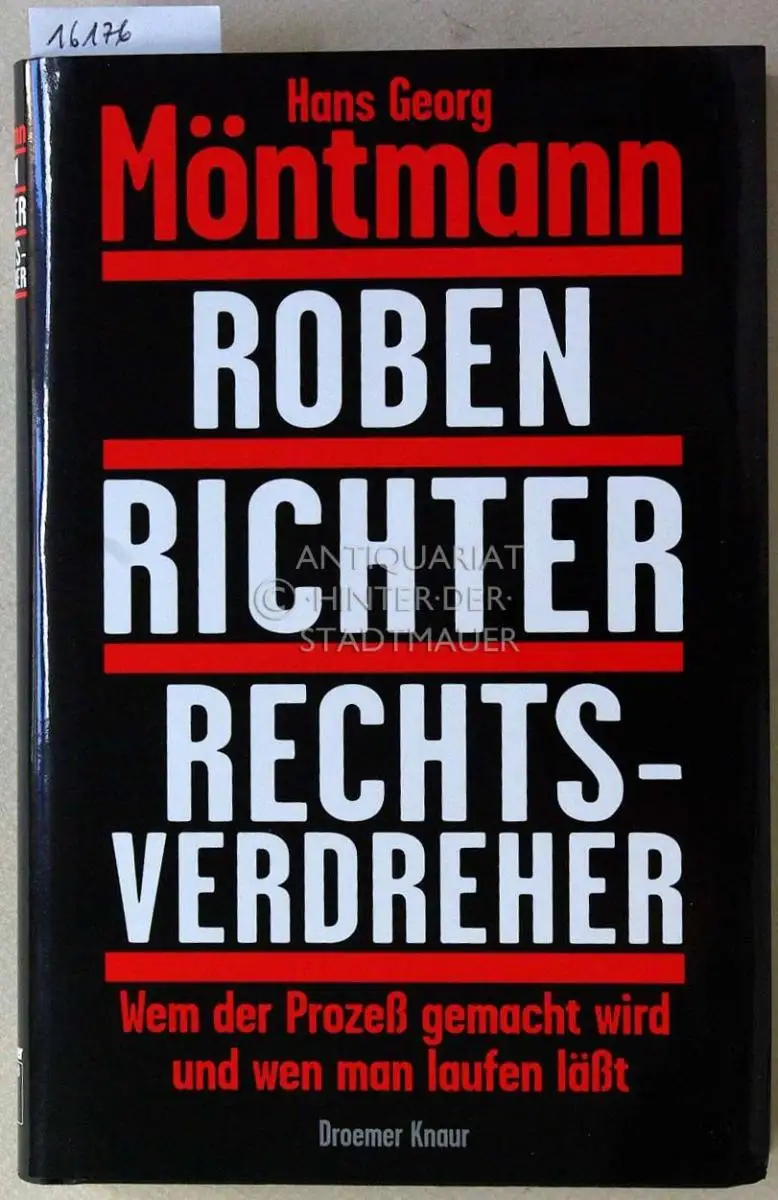 16176
Hans Georg
Möntmann
ROBEN
RICHTER
RECHTS-
VERDREHER
Wem der Prozeß gemacht wird
und wen man laufen läßt
Droemer Knaur
ANTIQUARIAT
© ·HINTER·DER·
STADTMAUER